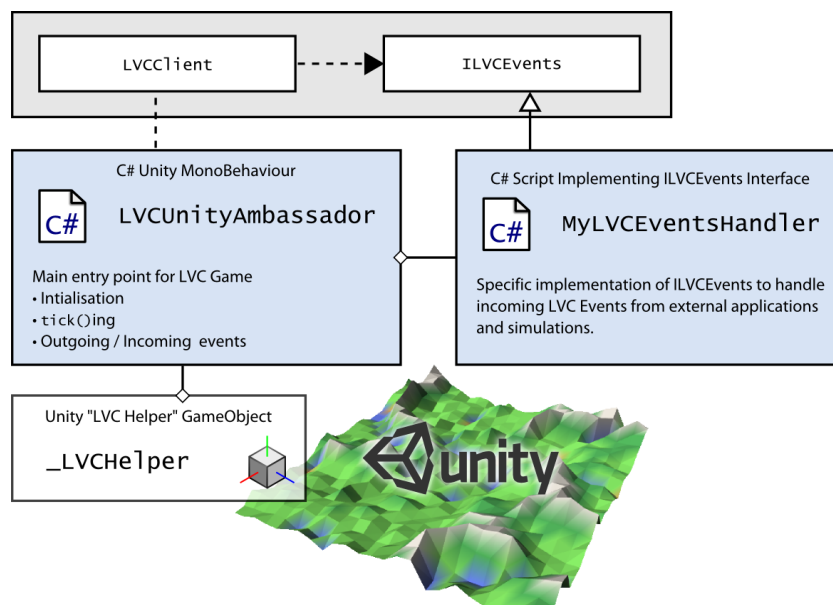 LVCClient
ILVCEvents
C# Unity MonoBehaviour
C#
LVCUnityAmbassador
Main entry point for LVC Game
• Intialisation
• tick()ing
• Outgoing / Incoming events
C# Script Implementing ILVCEvents Interface
C#
MyLVCEventsHandler
Specific implementation of ILVCEvents to handle
incoming LVC Events from external applications
and simulations.
Unity "LVC Helper" GameObject
_LVCHelper
unity